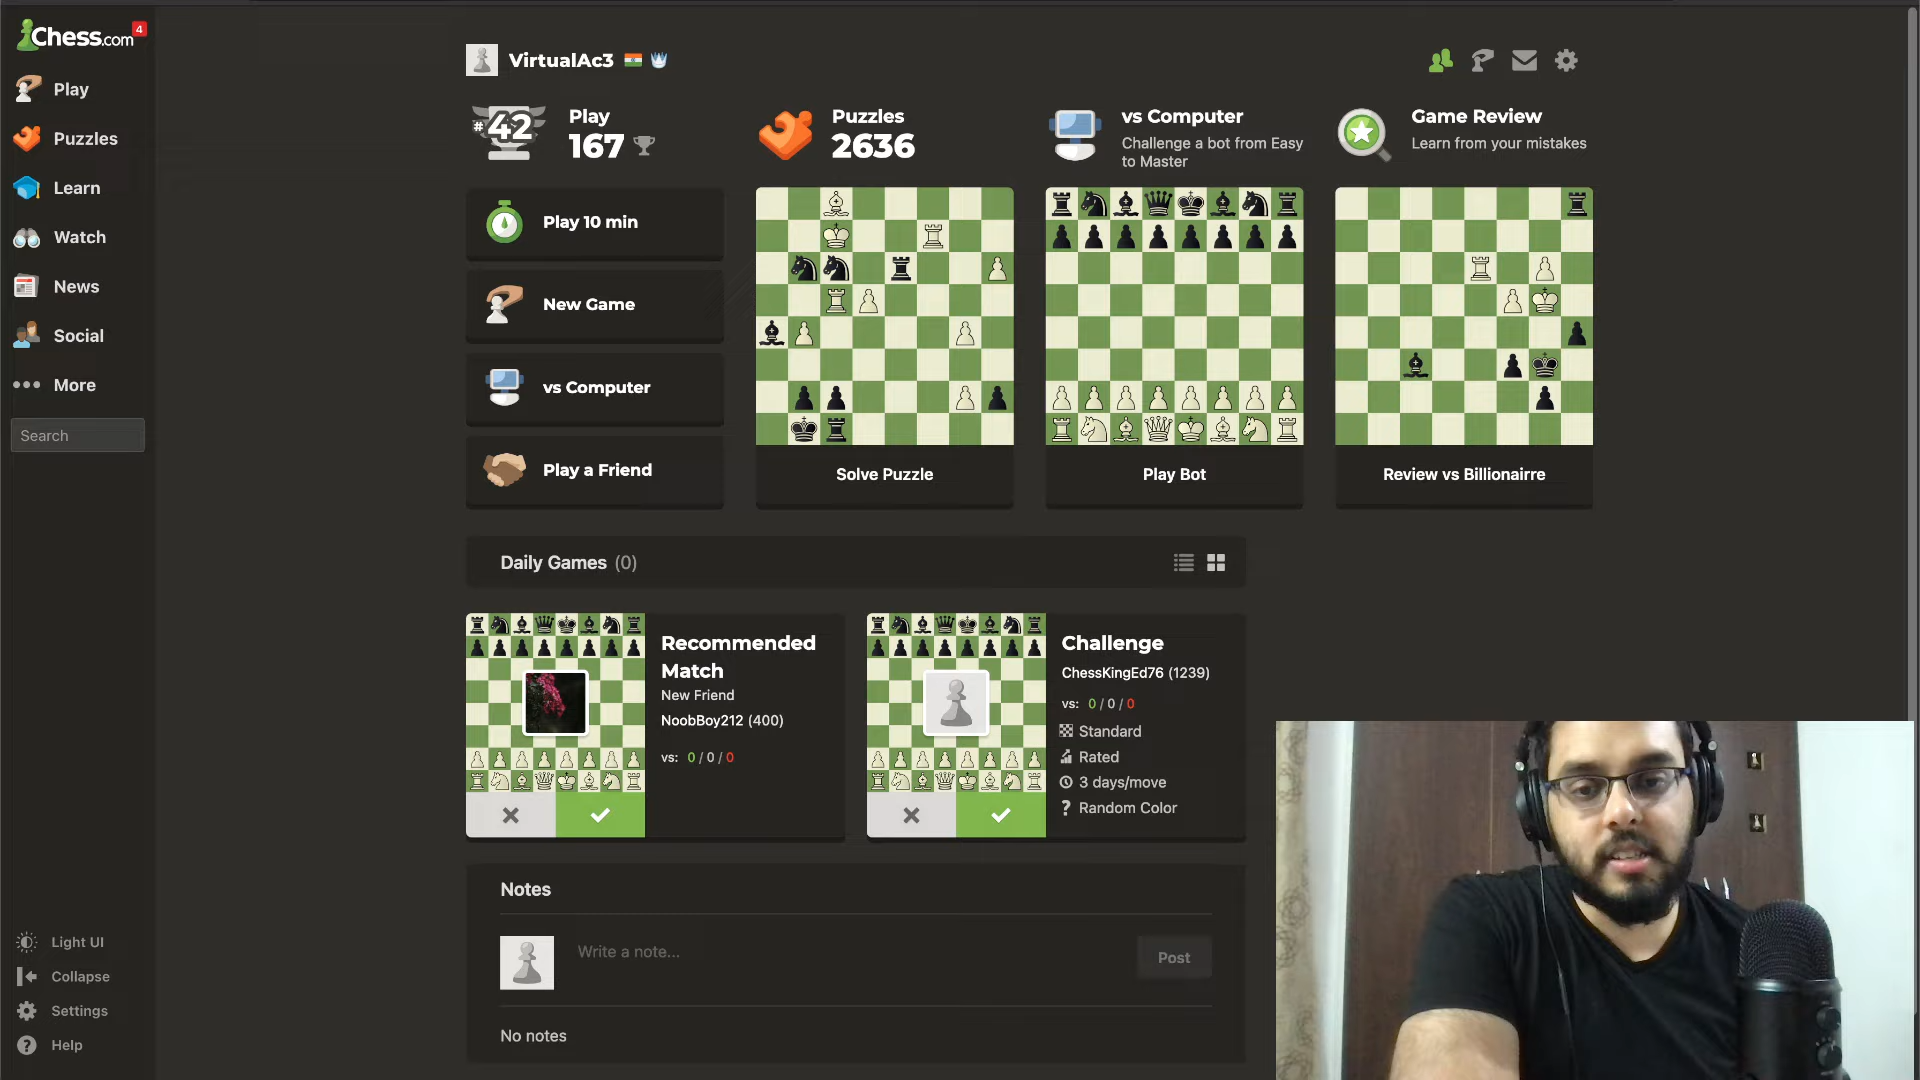 Chess.com 4
Play
Puzzles
Learn
Watch
News
Social
More
Search
Light UI
Collapse
Settings
Help
VirtualAc3
#42
Play
167
Puzzles
2636
vs Computer
Challenge a bot from Easy
to Master
Game Review
Learn from your mistakes
Play 10 min
New Game
vs Computer
Play a Friend
Solve Puzzle
Play Bot
Review vs Billionairre
Daily Games (0)
Recommended
Match
New Friend
NoobBoy212 (400)
vs: 0 / 0 / 0
Challenge
ChessKingEd76 (1239)
vs: 0 / 0 / 0
Standard
Rated
3 days/move
? Random Color
Notes
Write a note...
Post
No notes